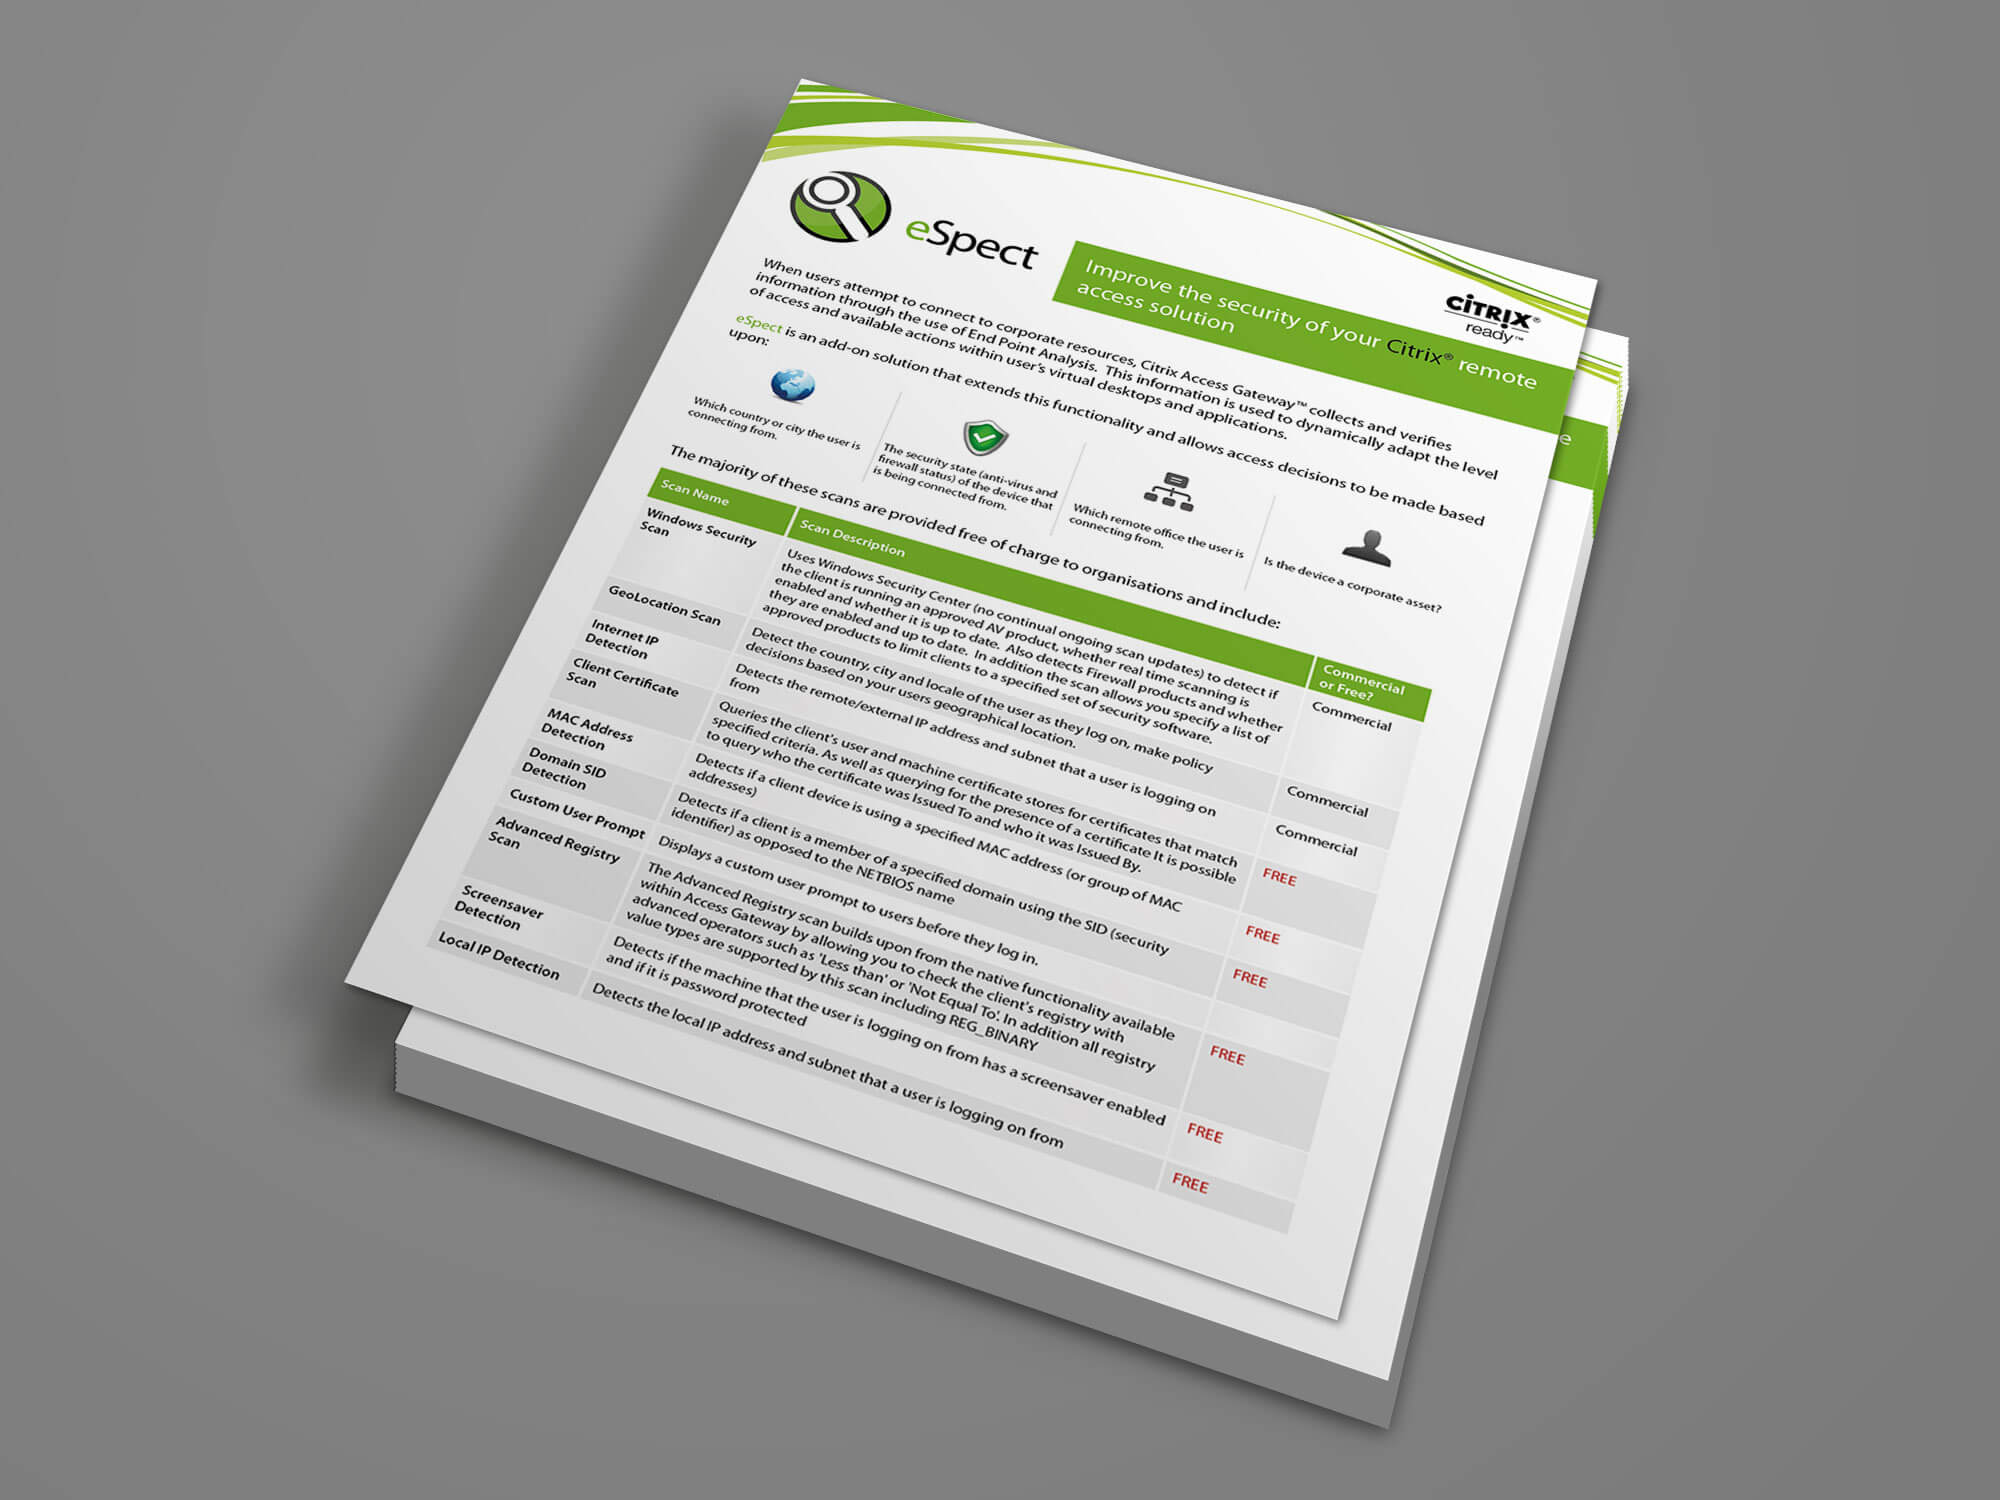 eSpect
Improve the security of your Citrix® remote
access solution
CiTRIX®
ready™
When users attempt to connect to corporate resources, Citrix Access Gateway™ collects and verifies
information through the use of End Point Analysis. This information is used to dynamically adapt the level
of access and available actions within user's virtual desktops and applications.
eSpect is an add-on solution that extends this functionality and allows access decisions to be made based
upon:
Which country or city the user is
connecting from.
The security state (anti-virus and
firewall status) of the device that
is being connected from.
Which remote office the user is
connecting from.
Is the device a corporate asset?
The majority of these scans are provided free of charge to organisations and include:
Scan Name
Scan Description
Commercial
or Free?
Windows Security
Scan
Uses Windows Security Center (no continual ongoing scan updates) to detect if
the client is running an approved AV product, whether real time scanning is
enabled and whether it is up to date. Also detects Firewall products and whether
they are enabled and up to date. In addition the scan allows you specify a list of
approved products to limit clients to a specified set of security software.
Commercial
GeoLocation Scan
Detect the country, city and locale of the user as they log on, make policy
decisions based on your users geographical location.
Commercial
Internet IP
Detection
Detects the remote/external IP address and subnet that a user is logging on
from
Commercial
Client Certificate
Scan
Queries the client's user and machine certificate stores for certificates that match
specified criteria. As well as querying for the presence of a certificate It is possible
to query who the certificate was Issued To and who it was Issued By.
FREE
MAC Address
Detection
Detects if a client device is using a specified MAC address (or group of MAC
addresses)
FREE
Domain SID
Detection
Detects if a client is a member of a specified domain using the SID (security
identifier) as opposed to the NETBIOS name
FREE
Custom User Prompt
Displays a custom user prompt to users before they log in.
Advanced Registry
Scan
The Advanced Registry scan builds upon from the native functionality available
within Access Gateway by allowing you to check the client's registry with
advanced operators such as 'Less than' or 'Not Equal To'. In addition all registry
value types are supported by this scan including REG_BINARY
FREE
Screensaver
Detection
Detects if the machine that the user is logging on from has a screensaver enabled
and if it is password protected
FREE
Local IP Detection
Detects the local IP address and subnet that a user is logging on from
FREE
e